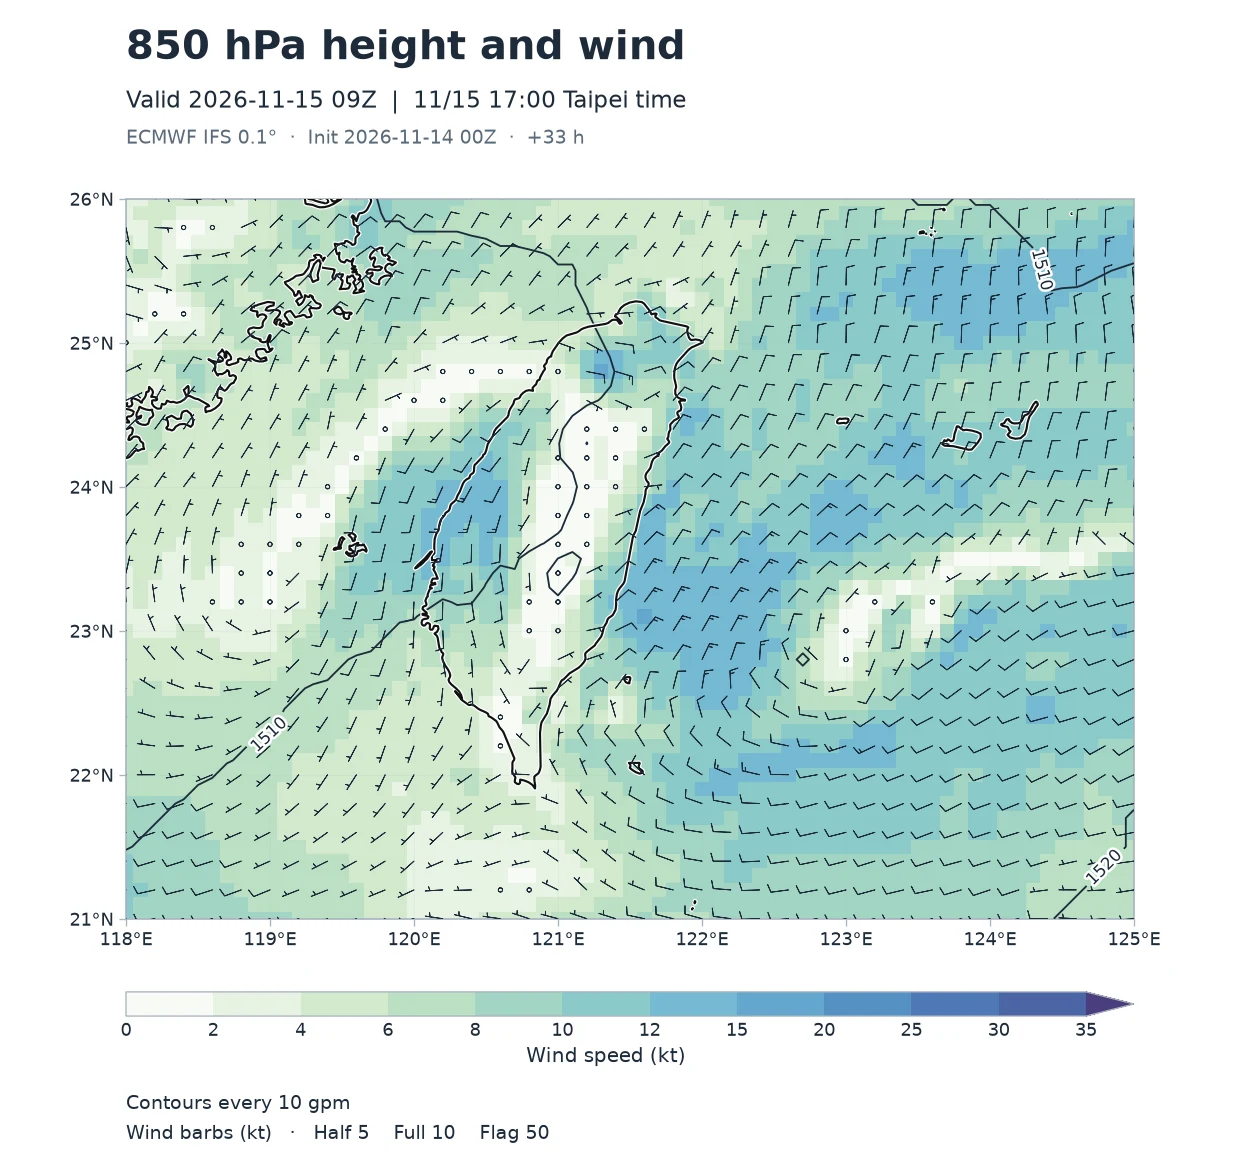 850 hPa height and wind
Valid 2026-11-15 09Z | 11/15 17:00 Taipei time
ECMWF IFS 0.1° · Init 2026-11-14 00Z · +33 h
26°N
25°N
24°N
23°N
22°N
21°N
1510
1510
1520
118°E 119°E 120°E 121°E 122°E 123°E 124°E 125°E
0 2 4 6 8 10 12 15 20 25 30 35
Wind speed (kt)
Contours every 10 gpm
Wind barbs (kt) · Half 5 Full 10 Flag 50